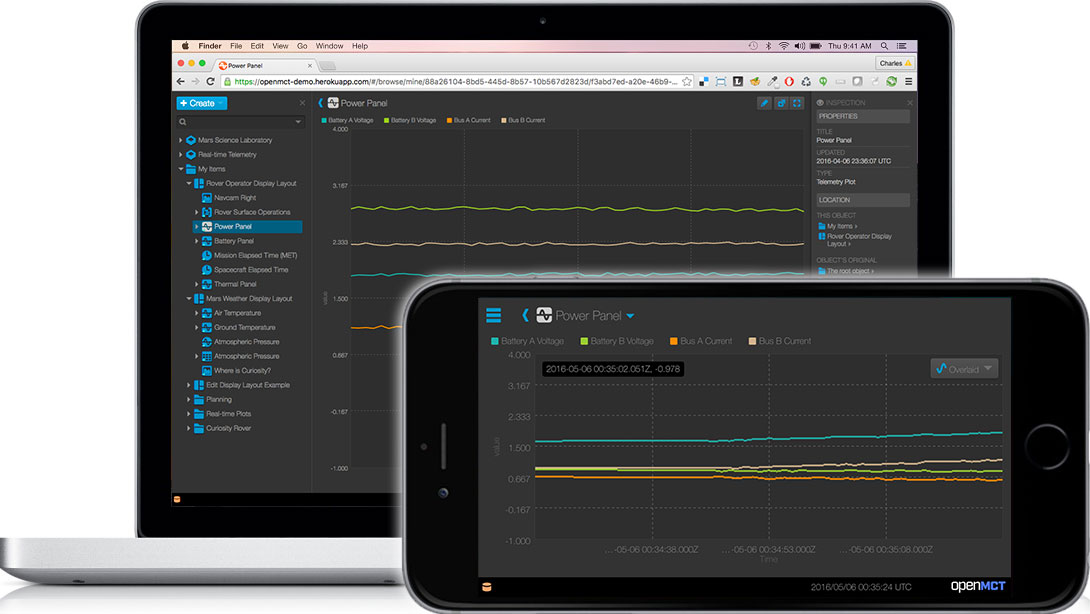 Finder File Edit View Go Window Help Thu 9:41 AM
Power Panel
Charles
https://openmct-demo.herokuapp.com/#/browse/mine/88a26104-8bd5-445d-8b57-10b567d2823d/f3abd7ed-a20e-46b9-...
+ Create
Power Panel
INSPECTION
Battery A Voltage Battery B Voltage Bus A Current Bus B Current
PROPERTIES
4.000
3.167
2.333
1.500
0.667
-0.167
-1.000
value
Mars Science Laboratory
Real-time Telemetry
My Items
Rover Operator Display Layout
Navcam Right
Rover Surface Operations
Power Panel
Battery Panel
Mission Elapsed Time (MET)
Spacecraft Elapsed Time
Thermal Panel
Mars Weather Display Layout
Air Temperature
Ground Temperature
Atmospheric Pressure
Atmospheric Pressure
Where is Curiosity?
Edit Display Layout Example
Planning
Real-time Plots
Curiosity Rover
TITLE
Power Panel
UPDATED
2016-04-06 23:36:07 UTC
TYPE
Telemetry Plot
LOCATION
THIS OBJECT
My Items ›
Rover Operator Display
Layout ›
OBJECT'S ORIGINAL
The root object ›
Power Panel
Battery A Voltage Battery B Voltage Bus A Current Bus B Current
2016-05-06 00:35:02.051Z, -0.978
Overlaid
4.000
3.167
2.333
1.500
0.667
-0.167
-1.000
value
...-05-06 00:34:38.000Z ...-05-06 00:34:53.000Z ...-05-06 00:35:08.000Z
Time
2016/05/06 00:35:24 UTC
openMCT